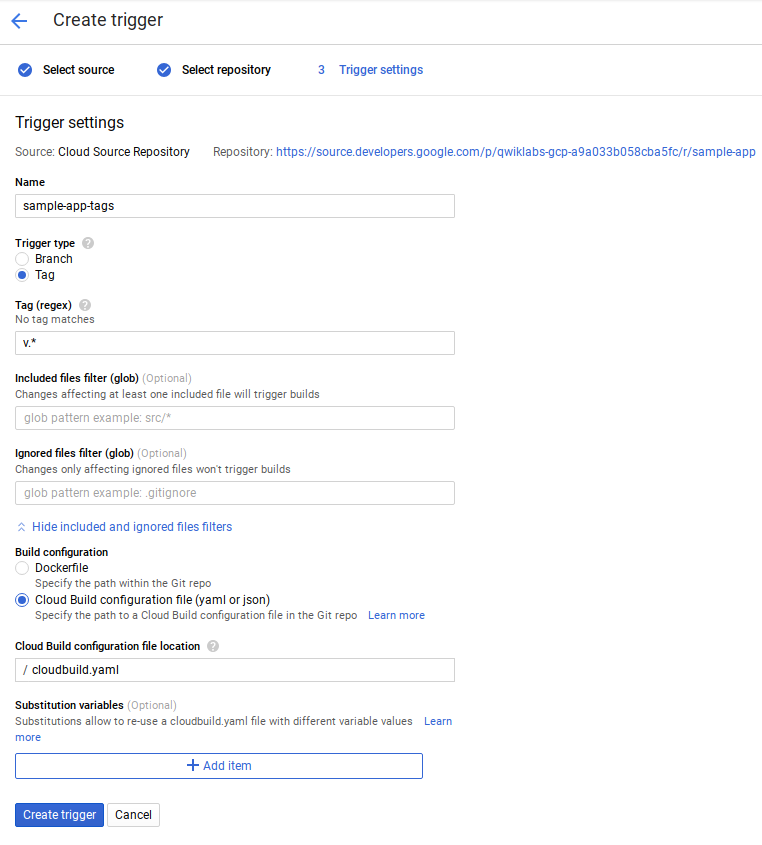 Create trigger
Select source Select repository 3 Trigger settings
Trigger settings
Source: Cloud Source Repository Repository: https://source.developers.google.com/p/qwiklabs-gcp-a9a033b058cba5fc/r/sample-app
Name
sample-app-tags
Trigger type ?
Branch
Tag
Tag (regex) ?
No tag matches
v.*
Included files filter (glob) (Optional)
Changes affecting at least one included file will trigger builds
glob pattern example: src/*
Ignored files filter (glob) (Optional)
Changes only affecting ignored files won't trigger builds
glob pattern example: .gitignore
Hide included and ignored files filters
Build configuration
Dockerfile
Specify the path within the Git repo
Cloud Build configuration file (yaml or json)
Specify the path to a Cloud Build configuration file in the Git repo Learn more
Cloud Build configuration file location ?
/ cloudbuild.yaml
Substitution variables (Optional)
Substitutions allow to re-use a cloudbuild.yaml file with different variable values Learn
more
+ Add item
Create trigger Cancel